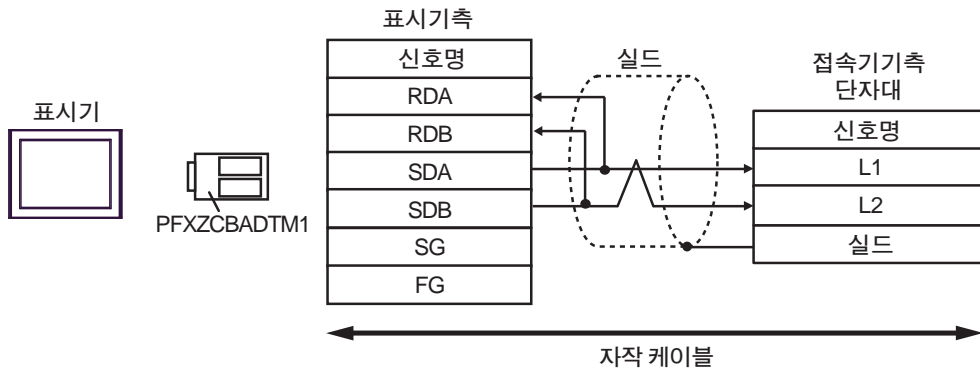 표시기측
신호명
RDA
RDB
SDA
SDB
SG
FG
실드
접속기기측
단자대
신호명
L1
L2
실드
표시기
PFXZCBADTM1
자작 케이블